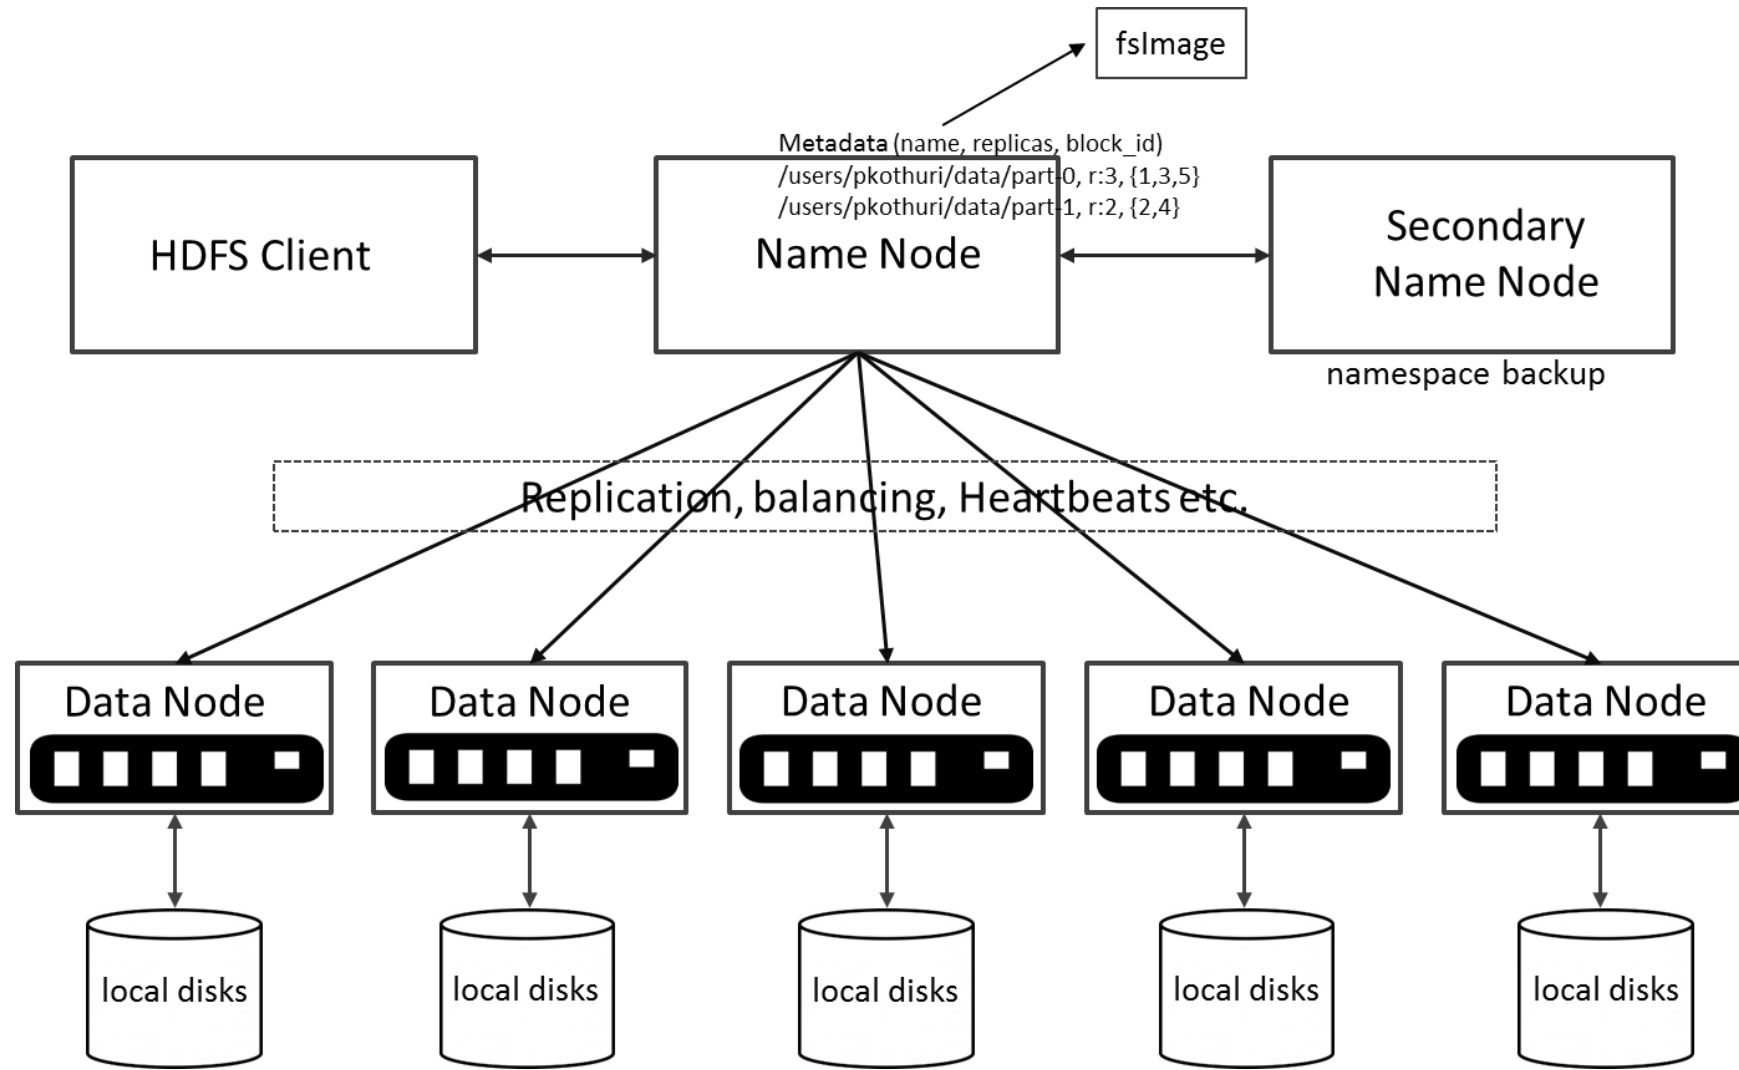 fsImage
Metadata (name, replicas, block_id)
/users/pkothuri/data/part-0, r:3, {1,3,5}
/users/pkothuri/data/part-1, r:2, {2,4}
HDFS Client
Name Node
Secondary
Name Node
namespace backup
Replication, balancing, Heartbeats etc.
Data Node
Data Node
Data Node
Data Node
Data Node
local disks
local disks
local disks
local disks
local disks